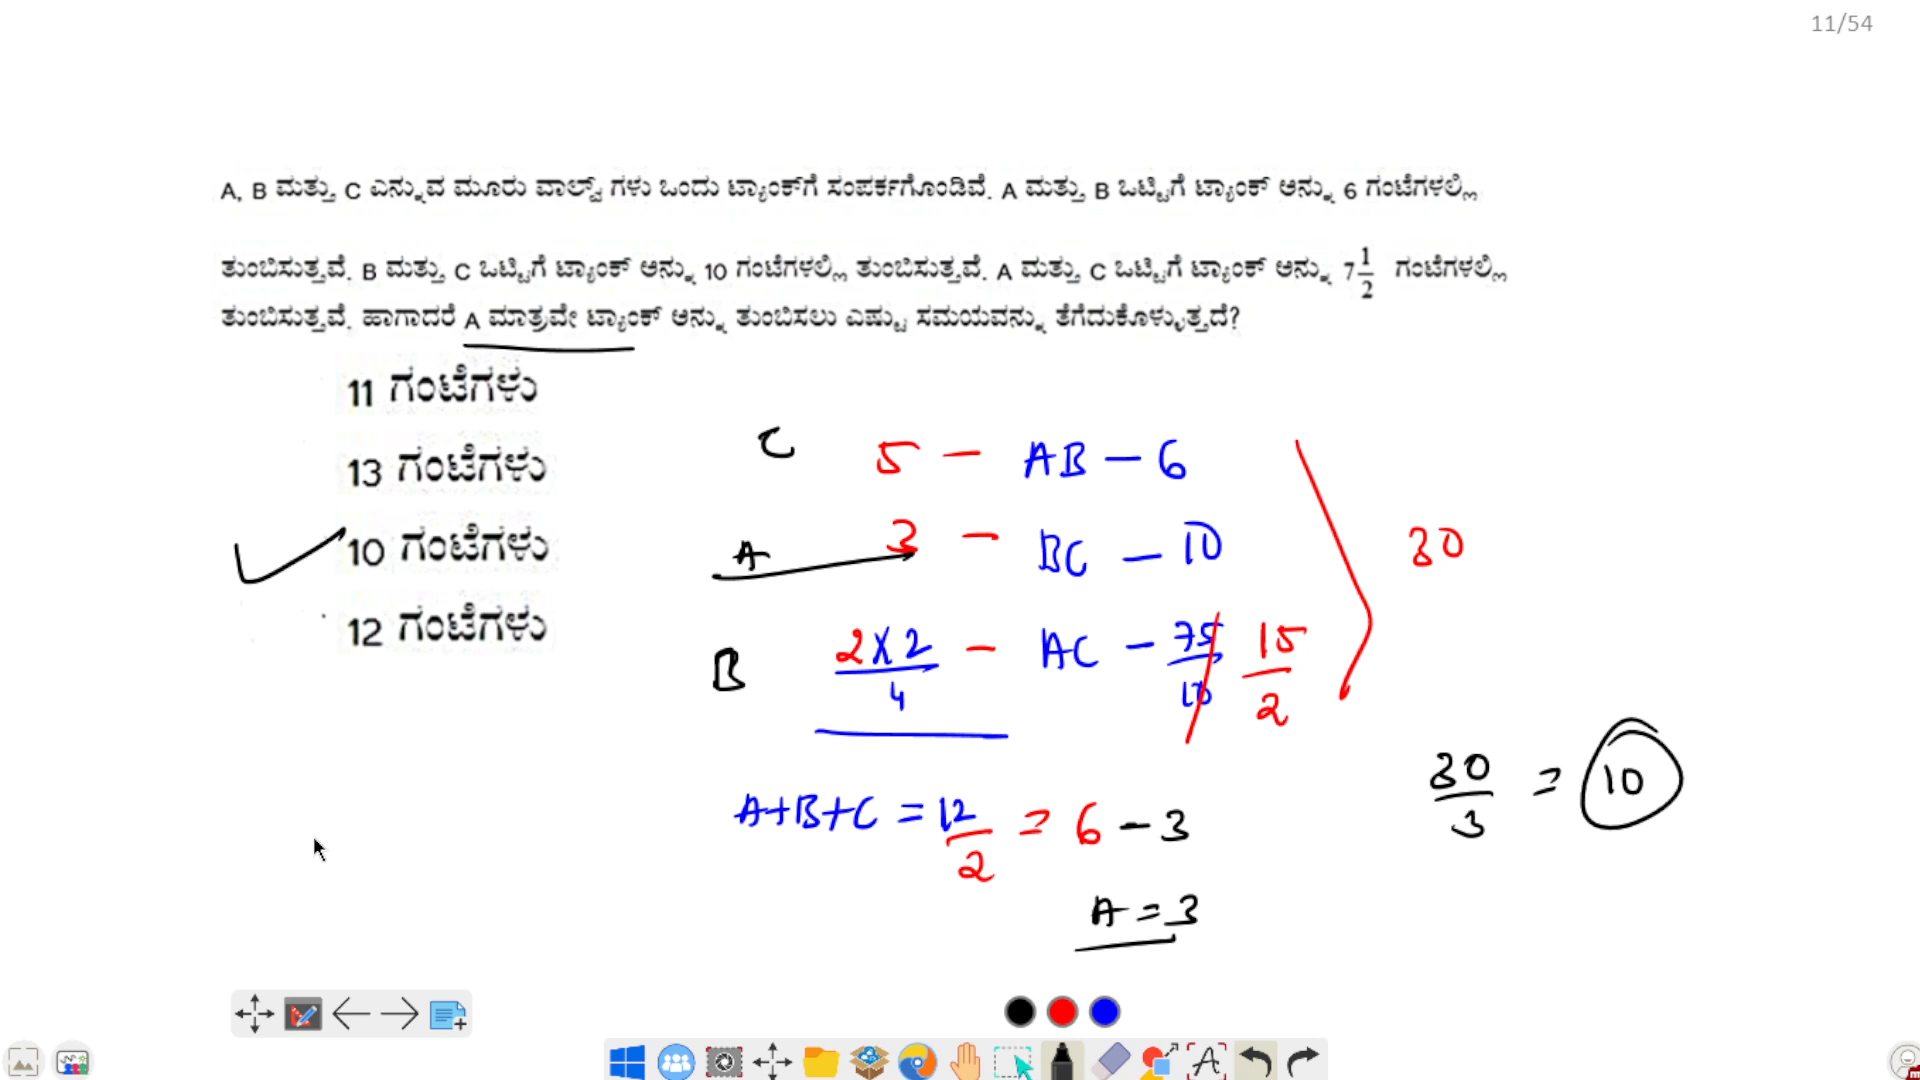 11/54
A, B ಮತ್ತು C ಎನ್ನುವ ಮೂರು ವಾಲ್ವ್ ಗಳು ಒಂದು ಟ್ಯಾಂಕ್‌ಗೆ ಸಂಪರ್ಕಗೊಂಡಿವೆ. A ಮತ್ತು B ಒಟ್ಟಿಗೆ ಟ್ಯಾಂಕ್ ಅನ್ನು 6 ಗಂಟೆಗಳಲ್ಲಿ
ತುಂಬಿಸುತ್ತವೆ. B ಮತ್ತು C ಒಟ್ಟಿಗೆ ಟ್ಯಾಂಕ್ ಅನ್ನು 10 ಗಂಟೆಗಳಲ್ಲಿ ತುಂಬಿಸುತ್ತವೆ. A ಮತ್ತು C ಒಟ್ಟಿಗೆ ಟ್ಯಾಂಕ್ ಅನ್ನು 7 1/2 ಗಂಟೆಗಳಲ್ಲಿ
ತುಂಬಿಸುತ್ತವೆ. ಹಾಗಾದರೆ A ಮಾತ್ರವೇ ಟ್ಯಾಂಕ್ ಅನ್ನು ತುಂಬಿಸಲು ಎಷ್ಟು ಸಮಯವನ್ನು ತೆಗೆದುಕೊಳ್ಳುತ್ತದೆ?
11 ಗಂಟೆಗಳು
13 ಗಂಟೆಗಳು
10 ಗಂಟೆಗಳು
12 ಗಂಟೆಗಳು
C 5 - AB - 6
A 3 - BC - 10
30
B 2x2/4 - AC - 75/10 15/2
A+B+C = 12/2 = 6 - 3
A = 3
30/3 = 10